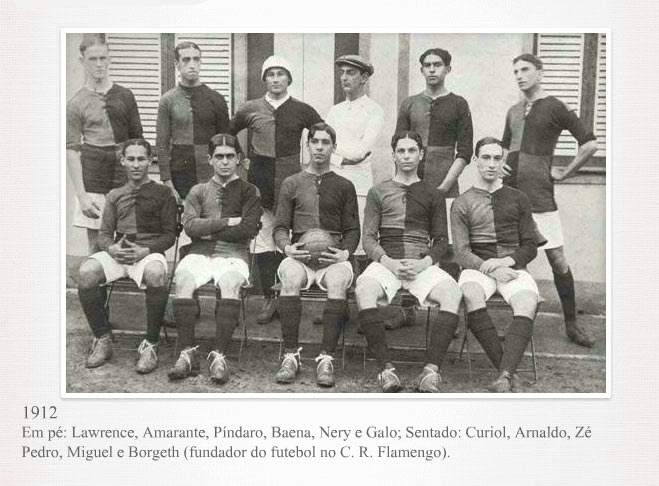 1912
Em pé: Lawrence, Amarante, Píndaro, Baena, Nery e Galo; Sentado: Curiol, Arnaldo, Zé
Pedro, Miguel e Borgeth (fundador do futebol no C. R. Flamengo).